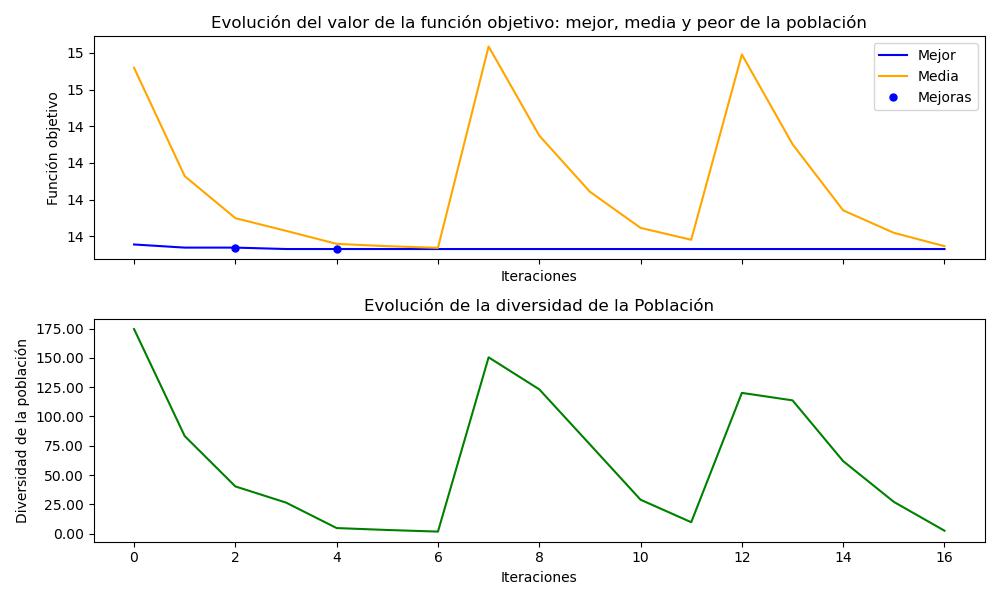 Evolución del valor de la función objetivo: mejor, media y peor de la población
Función objetivo
15
15
14
14
14
14
Mejor
Media
Mejoras
Iteraciones
Evolución de la diversidad de la Población
Diversidad de la población
175.00
150.00
125.00
100.00
75.00
50.00
25.00
0.00
0 2 4 6 8 10 12 14 16
Iteraciones